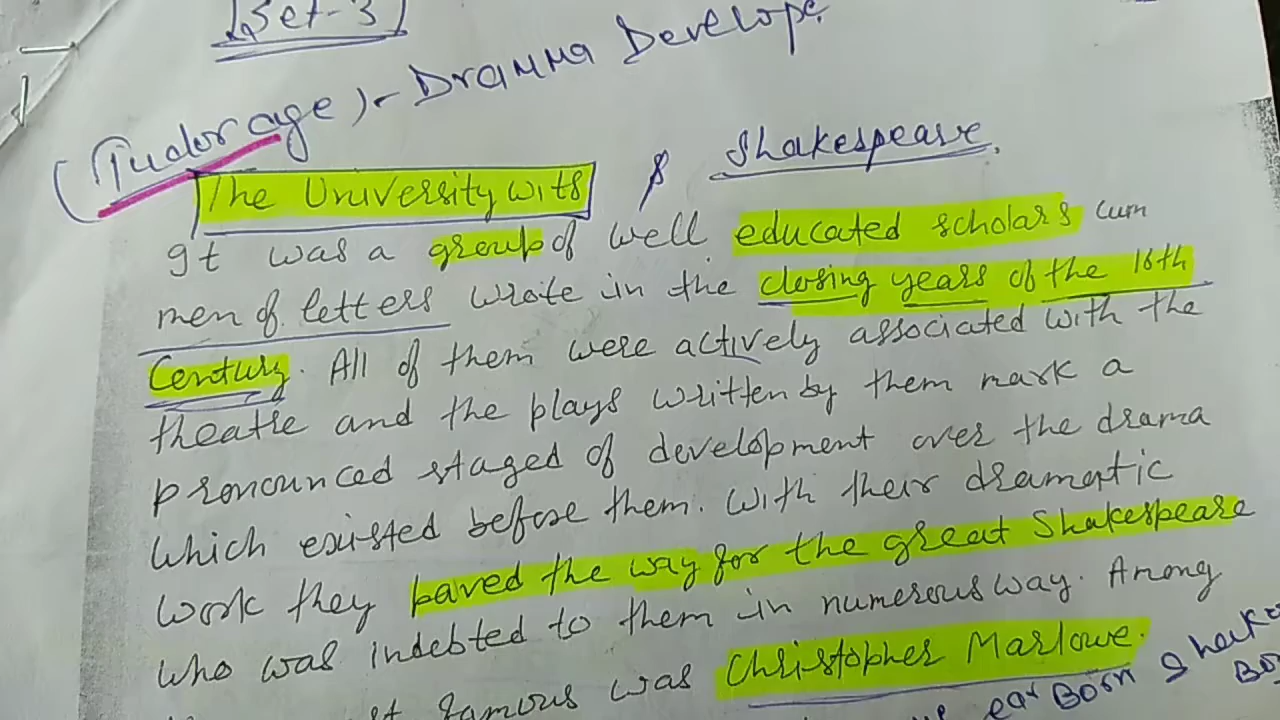 [Set-3]
(Tudor age) :- Dramma Develop
The University wits & Shakespeare.
It was a group of well educated scholars cum
men of letters wrote in the closing years of the 16th
Century. All of them were actively associated with the
theatre and the plays written by them mark a
pronounced staged of development over the drama
which existed before them. With their dramatic
work they paved the way for the great Shakespeare
who was indebted to them in numerous way. Among
famous was Christopher Marlowe.
Born